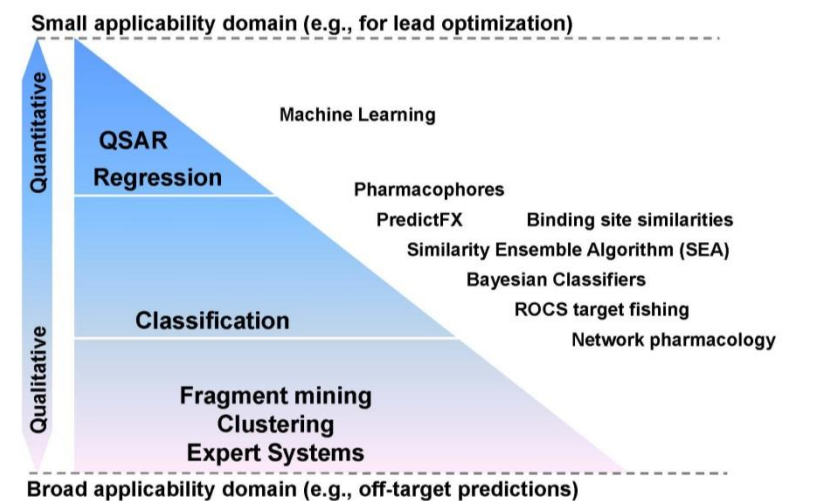 Small applicability domain (e.g., for lead optimization)
Quantitative
Machine Learning
QSAR
Regression
Pharmacophores
PredictFX
Binding site similarities
Similarity Ensemble Algorithm (SEA)
Bayesian Classifiers
ROCS target fishing
Classification
Network pharmacology
Qualitative
Fragment mining
Clustering
Expert Systems
Broad applicability domain (e.g., off-target predictions)